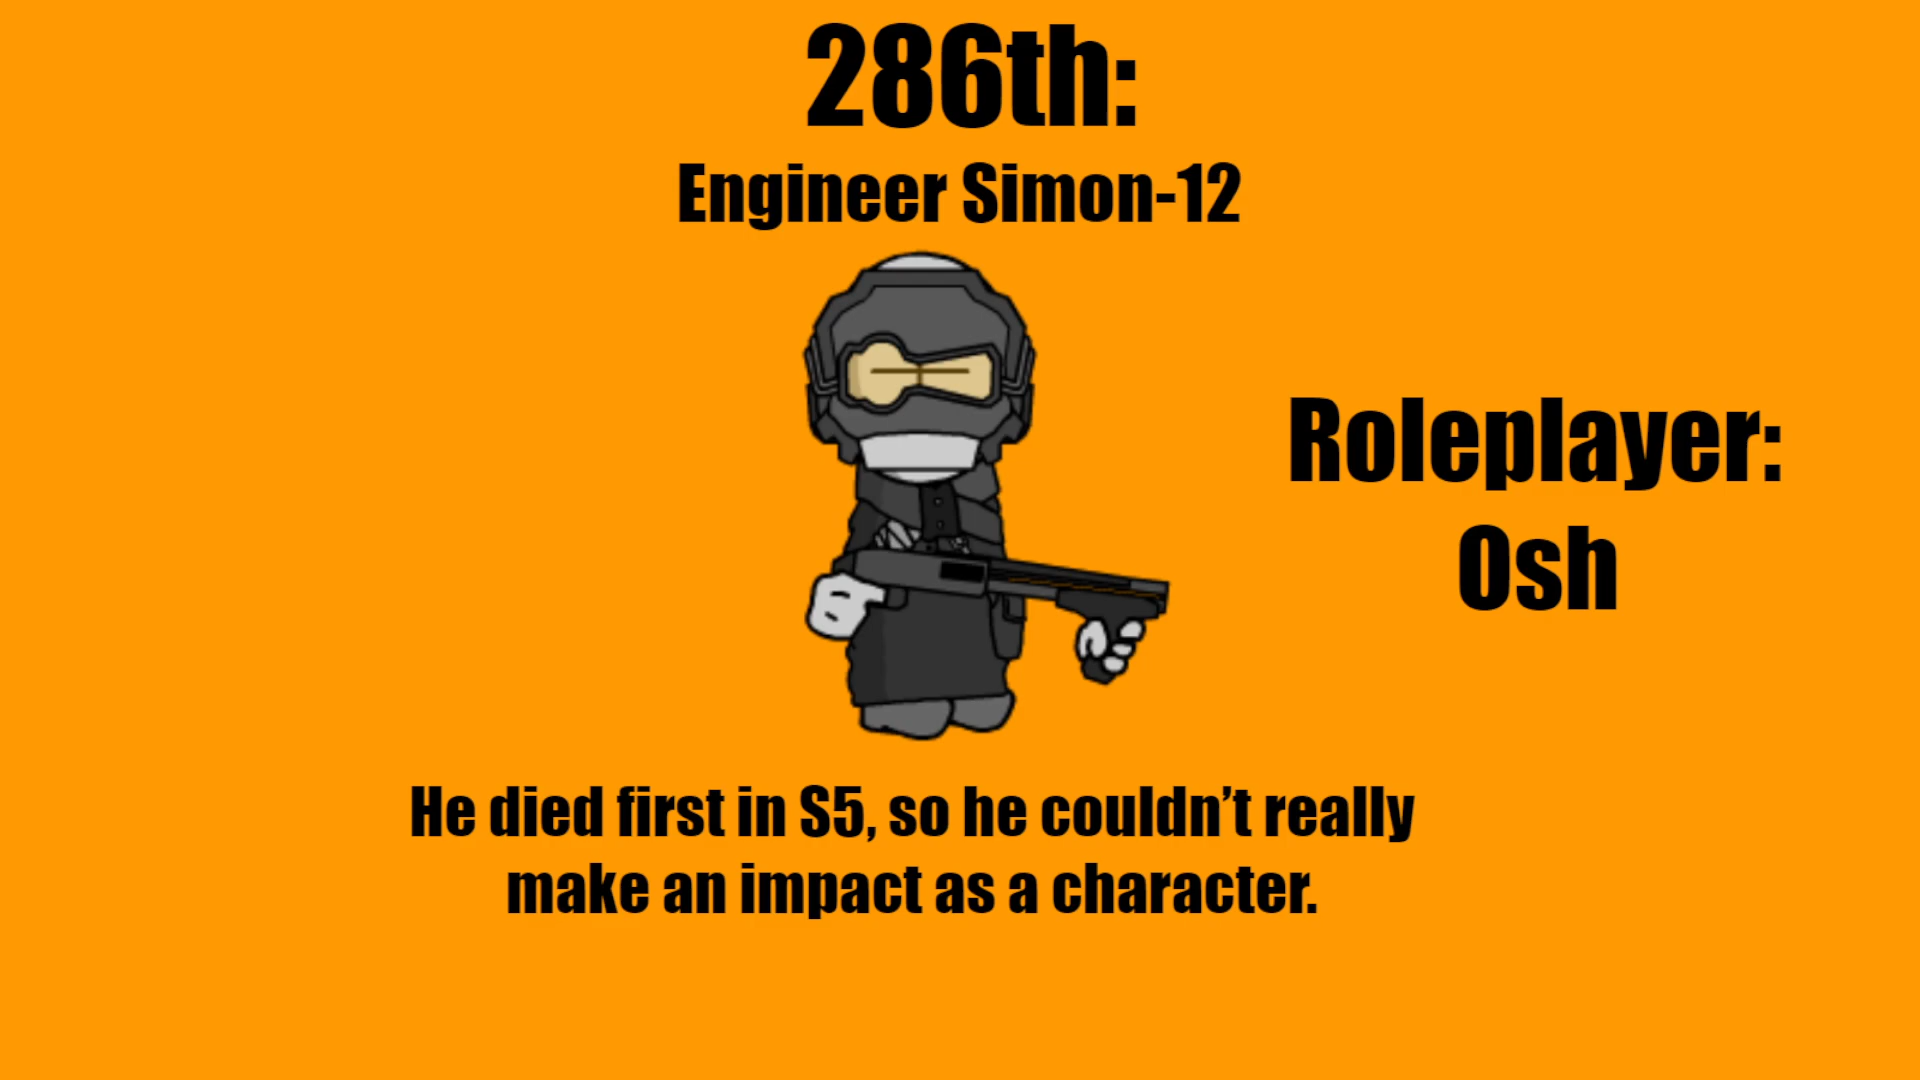 286th:
Engineer Simon-12
Roleplayer:
Osh
He died first in S5, so he couldn’t really
make an impact as a character.